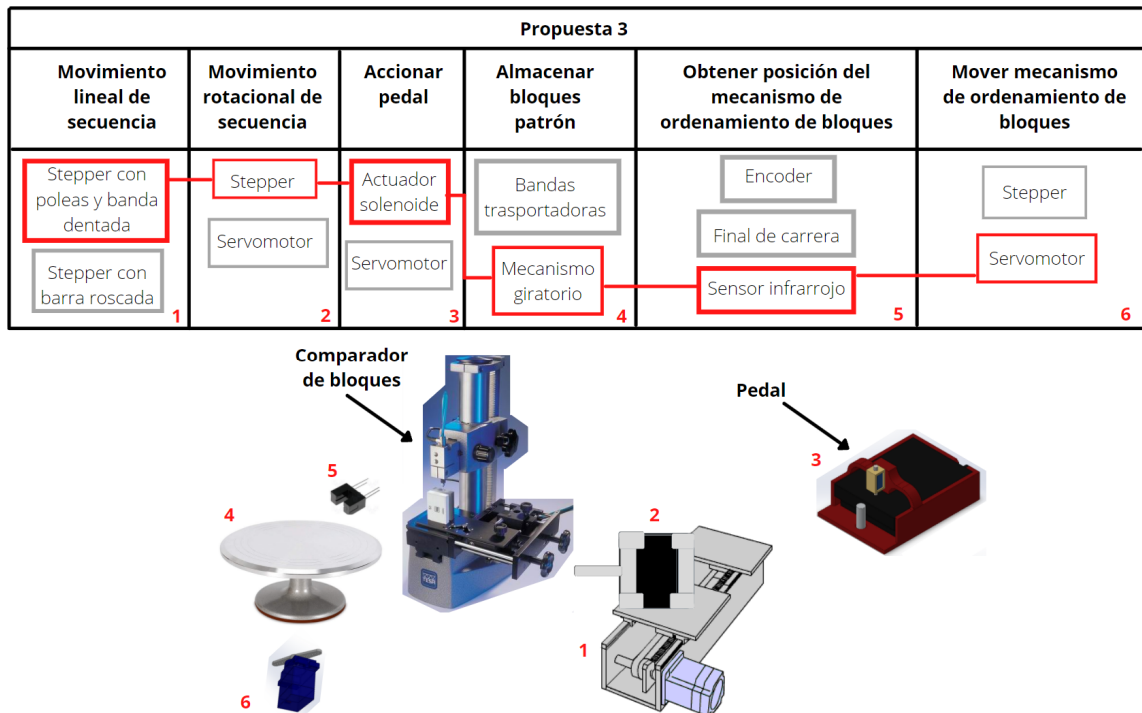 Propuesta 3
Movimiento
lineal de
secuencia
Movimiento
rotacional de
secuencia
Accionar
pedal
Almacenar
bloques
patrón
Obtener posición del
mecanismo de
ordenamiento de bloques
Mover mecanismo
de ordenamiento de
bloques
Stepper con
poleas y banda
dentada
Stepper con
barra roscada
1
Stepper
Servomotor
2
Actuador
solenoide
Servomotor
3
Bandas
trasportadoras
Mecanismo
giratorio
4
Encoder
Final de carrera
Sensor infrarrojo
5
Stepper
Servomotor
6
Comparador
de bloques
Pedal
3
5
4
2
1
6